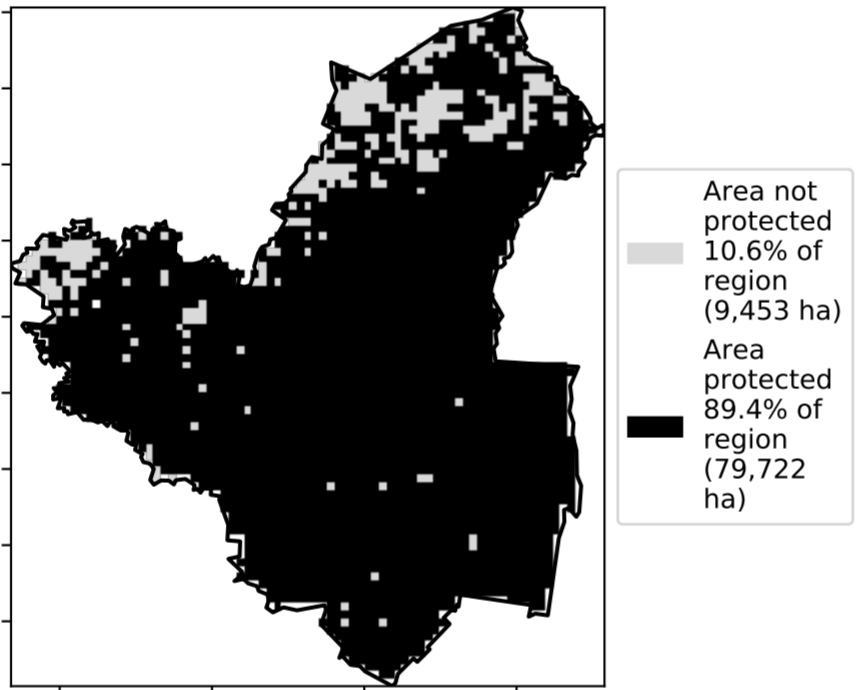 Area not
protected
10.6% of
region
(9,453 ha)
Area
protected
89.4% of
region
(79,722
ha)